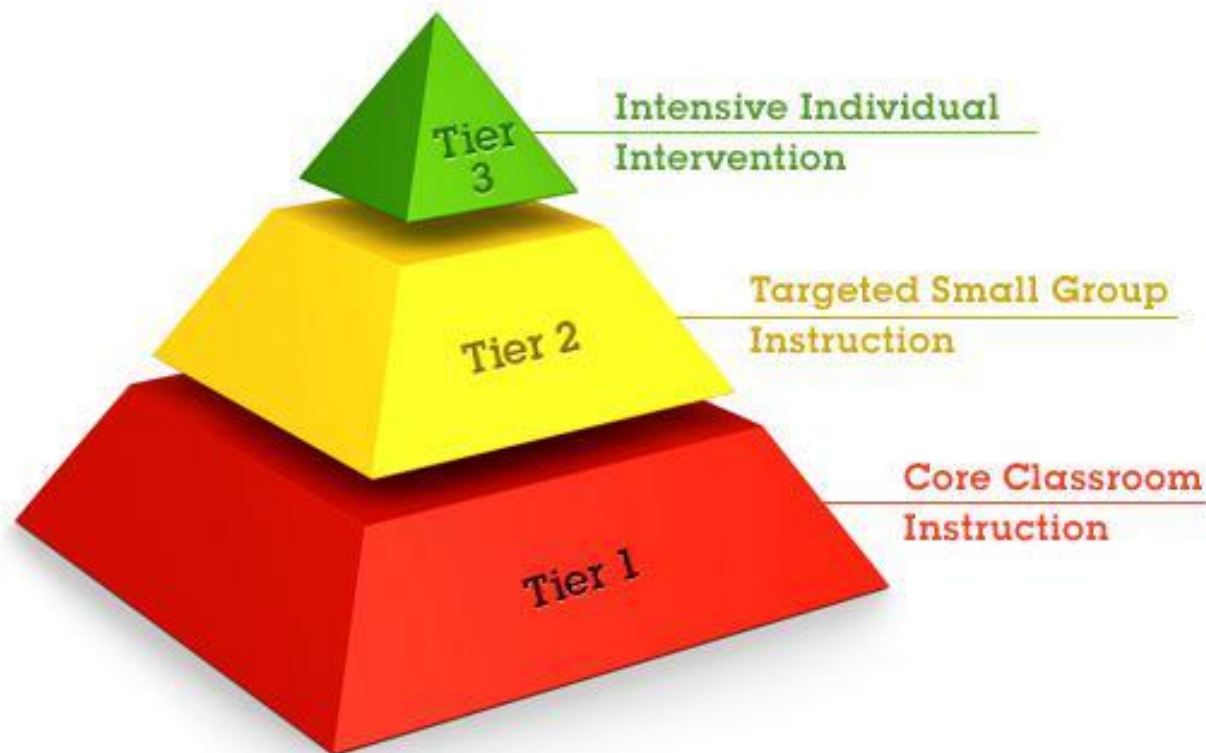 Tier
3
Intensive Individual
Intervention
Tier 2
Targeted Small Group
Instruction
Tier 1
Core Classroom
Instruction